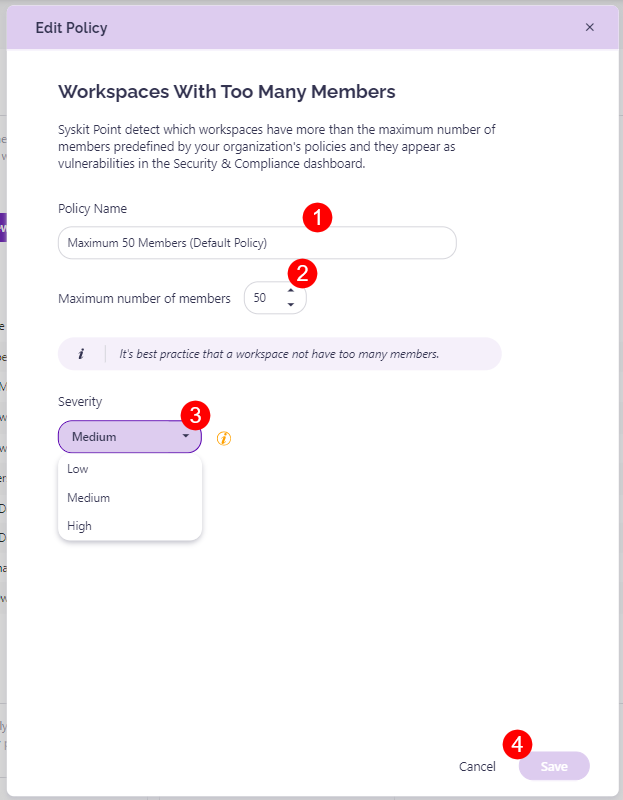 Edit Policy
×
Workspaces With Too Many Members
Syskit Point detect which workspaces have more than the maximum number of
members predefined by your organization's policies and they appear as
vulnerabilities in the Security & Compliance dashboard.
Policy Name
1
Maximum 50 Members (Default Policy)
2
Maximum number of members 50
i It's best practice that a workspace not have too many members.
Severity
3
Medium
i
Low
Medium
High
4
Cancel Save